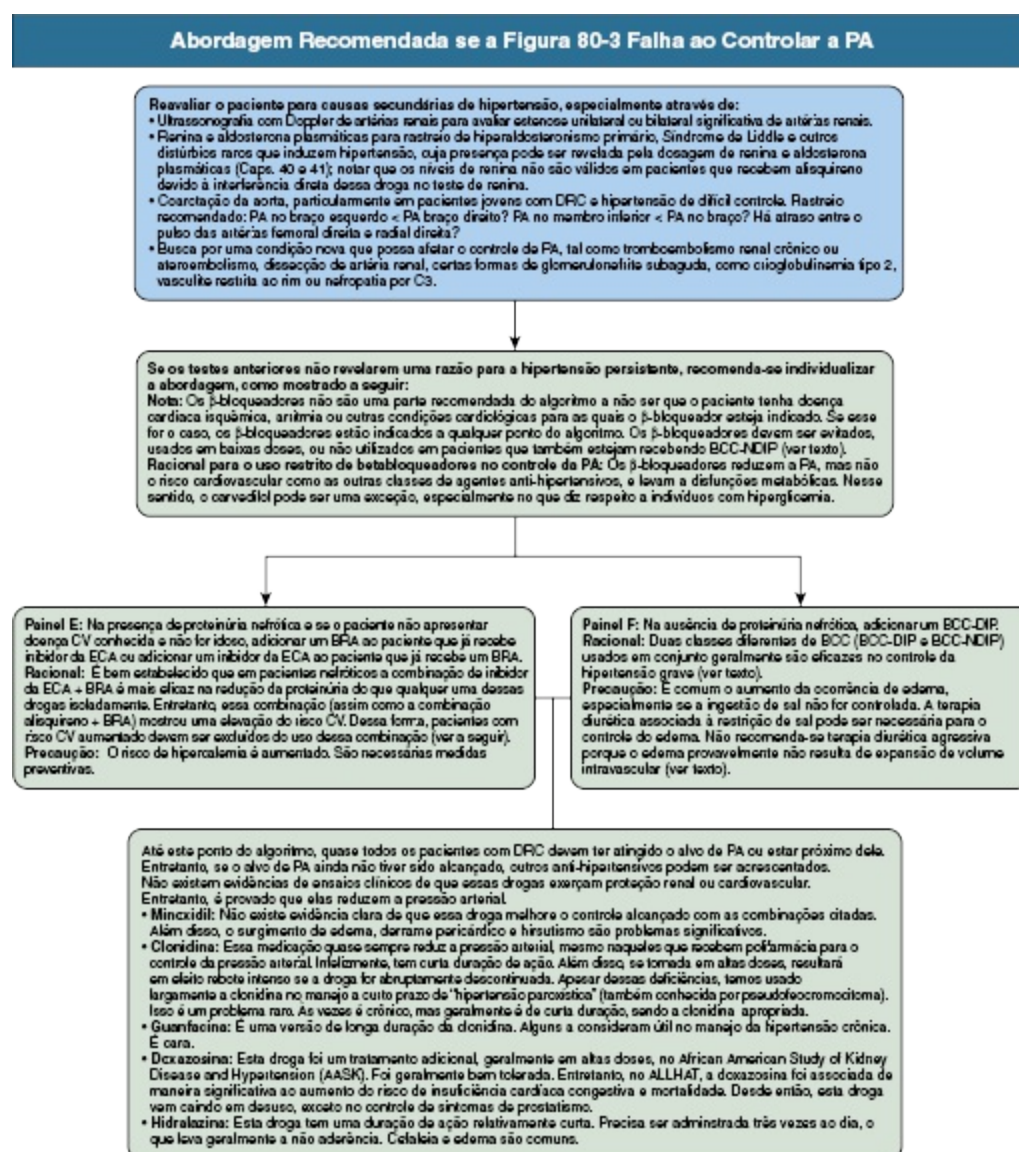 Abordagem Recomendada se a Figura 80-3 Falha ao Controlar a PA
Reavaliar o paciente para causas secundárias de hipertensão, especialmente através de:
• Ultrassonografia com Doppler de artérias renais para avaliar estenose unilateral ou bilateral significativa de artérias renais.
• Renina e aldosterona plasmáticas para rastreio de hiperaldosteronismo primário, Síndrome de Liddle e outros
distúrbios raros que induzem hipertensão, cuja presença pode ser revelada pela dosagem de renina e aldosterona
plasmáticas (Caps. 40 e 41); notar que os níveis de renina não são válidos em pacientes que recebem alisquireno
devido à interferência direta dessa droga no teste de renina.
• Coarctação da aorta, particularmente em pacientes jovens com DRC e hipertensão de difícil controle. Rastreio
recomendado: PA no braço esquerdo < PA braço direito? PA no membro inferior < PA no braço? Há atraso entre o
pulso das artérias femoral direita e radial direita?
• Busca por uma condição nova que possa afetar o controle de PA, tal como tromboembolismo renal crônico ou
ateroembolismo, dissecção de artéria renal, certas formas de glomerulonefrite subaguda, como crioglobulinemia tipo 2,
vasculite restrita ao rim ou nefropatia por C3.
Se os testes anteriores não revelarem uma razão para a hipertensão persistente, recomenda-se individualizar
a abordagem, como mostrado a seguir:
Nota: Os β-bloqueadores não são uma parte recomendada do algoritmo a não ser que o paciente tenha doença
cardíaca isquêmica, arritmia ou outras condições cardiológicas para as quais o β-bloqueador esteja indicado. Se esse
for o caso, os β-bloqueadores estão indicados a qualquer ponto do algoritmo. Os β-bloqueadores devem ser evitados,
usados em baixas doses, ou não utilizados em pacientes que também estejam recebendo BCC-NDIP (ver texto).
Racional para o uso restrito de betabloqueadores no controle da PA: Os β-bloqueadores reduzem a PA, mas não
o risco cardiovascular como as outras classes de agentes anti-hipertensivos, e levam a disfunções metabólicas. Nesse
sentido, o carvedilol pode ser uma exceção, especialmente no que diz respeito a indivíduos com hiperglicemia.
Painel E: Na presença de proteinúria nefrótica e se o paciente não apresentar
doença CV conhecida e não for idoso, adicionar um BRA ao paciente que já recebe
inibidor da ECA ou adicionar um inibidor da ECA ao paciente que já recebe um BRA.
Racional: É bem estabelecido que em pacientes nefróticos a combinação de inibidor
da ECA + BRA é mais eficaz na redução da proteinúria do que qualquer uma dessas
drogas isoladamente. Entretanto, essa combinação (assim como a combinação
alisquireno + BRA) mostrou uma elevação do risco CV. Dessa forma, pacientes com
risco CV aumentado devem ser excluídos do uso dessa combinação (ver a seguir).
Precaução: O risco de hipercalemia é aumentado. São necessárias medidas
preventivas.
Painel F: Na ausência de proteinúria nefrótica, adicionar um BCC-DIP.
Racional: Duas classes diferentes de BCC (BCC-DIP e BCC-NDIP)
usados em conjunto geralmente são eficazes no controle da
hipertensão grave (ver texto).
Precaução: É comum o aumento da ocorrência de edema,
especialmente se a ingestão de sal não for controlada. A terapia
diurética associada à restrição de sal pode ser necessária para o
controle do edema. Não recomenda-se terapia diurética agressiva
porque o edema provavelmente não resulta de expansão de volume
intravascular (ver texto).
Até este ponto do algoritmo, quase todos os pacientes com DRC devem ter atingido o alvo de PA ou estar próximo dele.
Entretanto, se o alvo de PA ainda não tiver sido alcançado, outros anti-hipertensivos podem ser acrescentados.
Não existem evidências de ensaios clínicos de que essas drogas exerçam proteção renal ou cardiovascular.
Entretanto, é provado que elas reduzem a pressão arterial.
• Minoxidil: Não existe evidência clara de que essa droga melhore o controle alcançado com as combinações citadas.
Além disso, o surgimento de edema, derrame pericárdico e hirsutismo são problemas significativos.
• Clonidina: Essa medicação quase sempre reduz a pressão arterial, mesmo naqueles que recebem polifarmácia para o
controle da pressão arterial. Infelizmente, tem curta duração de ação. Além disso, se tomada em altas doses, resultará
em efeito rebote intenso se a droga for abruptamente descontinuada. Apesar dessas deficiências, temos usado
largamente a clonidina no manejo a curto prazo de "hipertensão paroxística" (também conhecida por pseudofeocromocitoma).
Isso é um problema raro. Às vezes é crônico, mas geralmente é de curta duração, sendo a clonidina apropriada.
• Guanfacina: É uma versão de longa duração da clonidina. Alguns a consideram útil no manejo da hipertensão crônica.
É cara.
• Doxazosina: Esta droga foi um tratamento adicional, geralmente em altas doses, no African American Study of Kidney
Disease and Hypertension (AASK). Foi geralmente bem tolerada. Entretanto, no ALLHAT, a doxazosina foi associada de
maneira significativa ao aumento do risco de insuficiência cardíaca congestiva e mortalidade. Desde então, esta droga
vem caindo em desuso, exceto no controle de sintomas de prostatismo.
• Hidralazina: Esta droga tem uma duração de ação relativamente curta. Precisa ser adminstrada três vezes ao dia, o
que leva geralmente a não aderência. Cefaleia e edema são comuns.